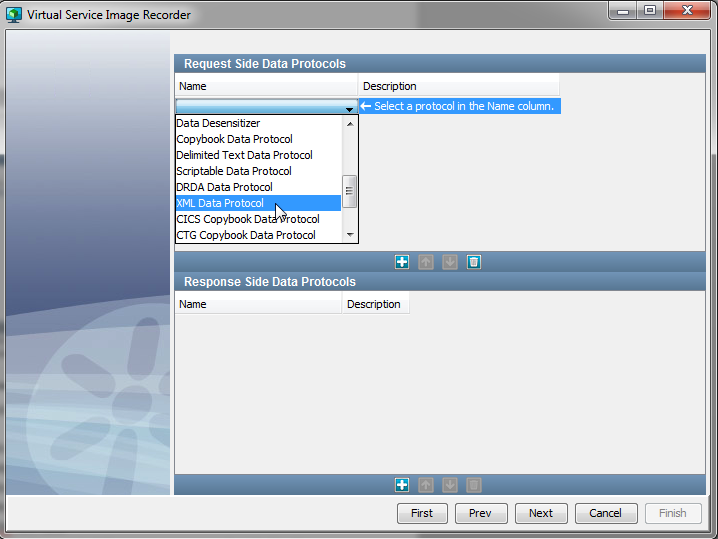 Virtual Service Image Recorder
Request Side Data Protocols
Name Description
← Select a protocol in the Name column.
Data Desensitizer
Copybook Data Protocol
Delimited Text Data Protocol
Scriptable Data Protocol
DRDA Data Protocol
XML Data Protocol
CICS Copybook Data Protocol
CTG Copybook Data Protocol
Response Side Data Protocols
Name Description
First Prev Next Cancel Finish